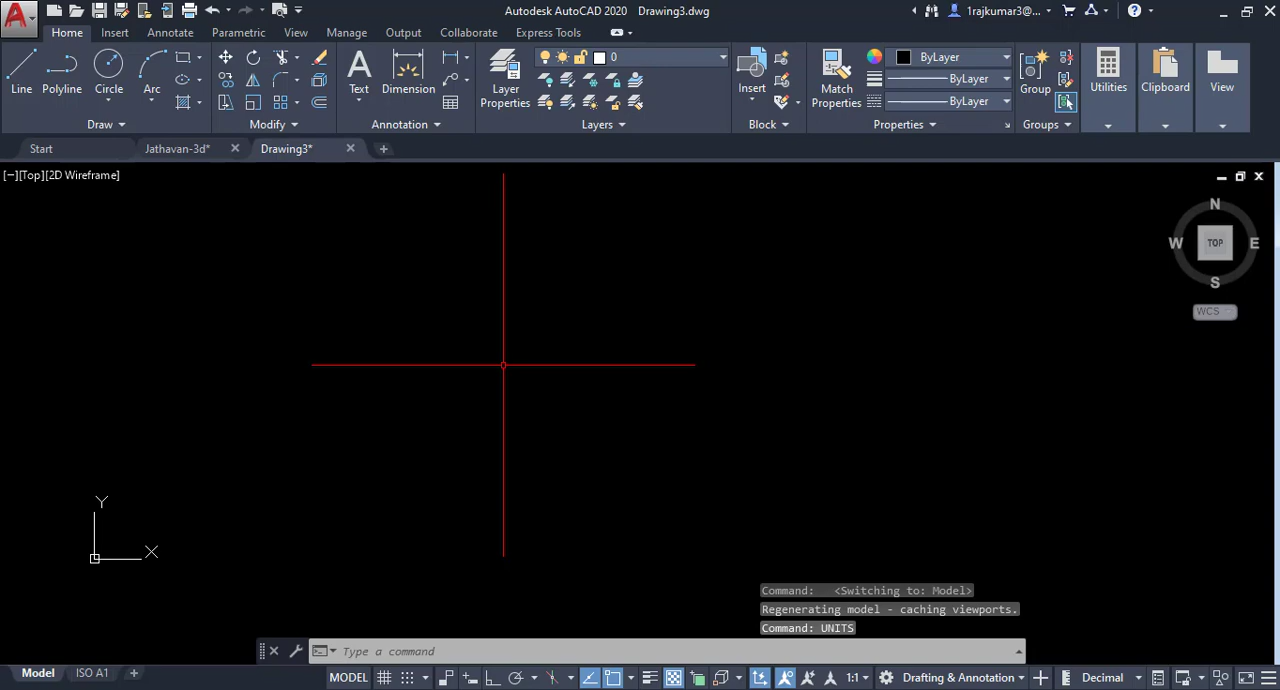 Autodesk AutoCAD 2020 Drawing3.dwg
1rajkumar3@...
Home Insert Annotate Parametric View Manage Output Collaborate Express Tools
Line Polyline Circle Arc
Draw
Modify
Text Dimension
Annotation
Layer
Properties
0
Layers
Insert
Block
Match
Properties
ByLayer
ByLayer
ByLayer
Properties
Group
Groups
Utilities
Clipboard
View
Start Jathavan-3d* Drawing3*
[−][Top][2D Wireframe]
N
W TOP E
S
WCS
Y
X
Command: <Switching to: Model>
Regenerating model - caching viewports.
Command: UNITS
Type a command
Model ISO A1
MODEL 1:1 Drafting & Annotation Decimal